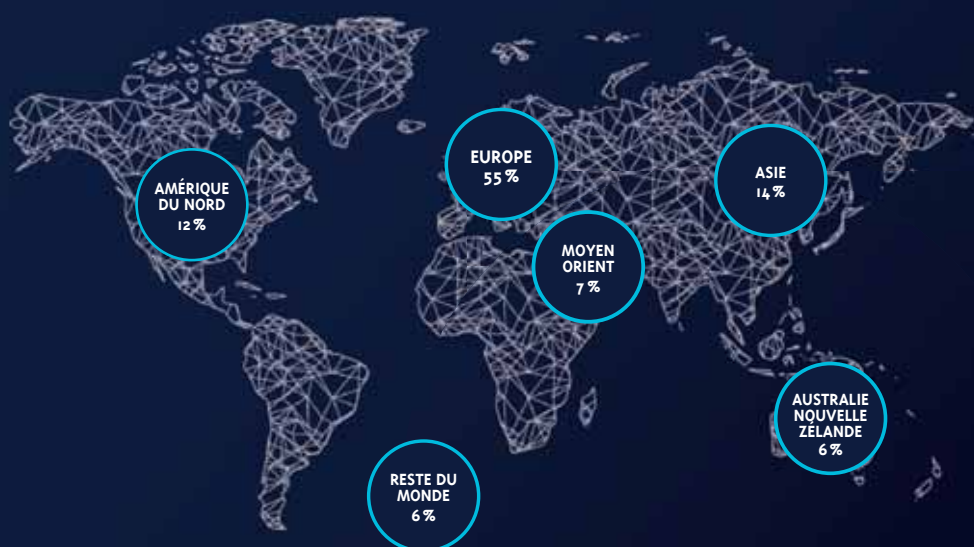 EUROPE
55 %
ASIE
14 %
AMÉRIQUE
DU NORD
12 %
MOYEN
ORIENT
7 %
AUSTRALIE
NOUVELLE
ZÉLANDE
6 %
RESTE DU
MONDE
6 %